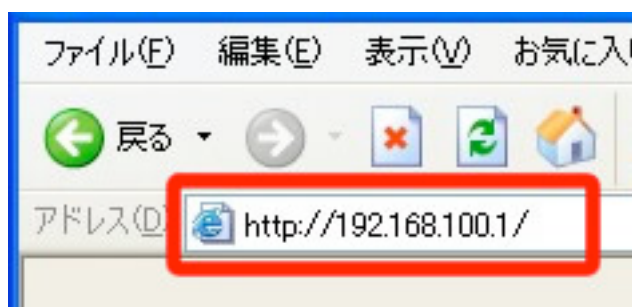 ファイル(F) 編集(E) 表示(V) お気に入
戻る
アドレス(D) http://192.168.100.1/